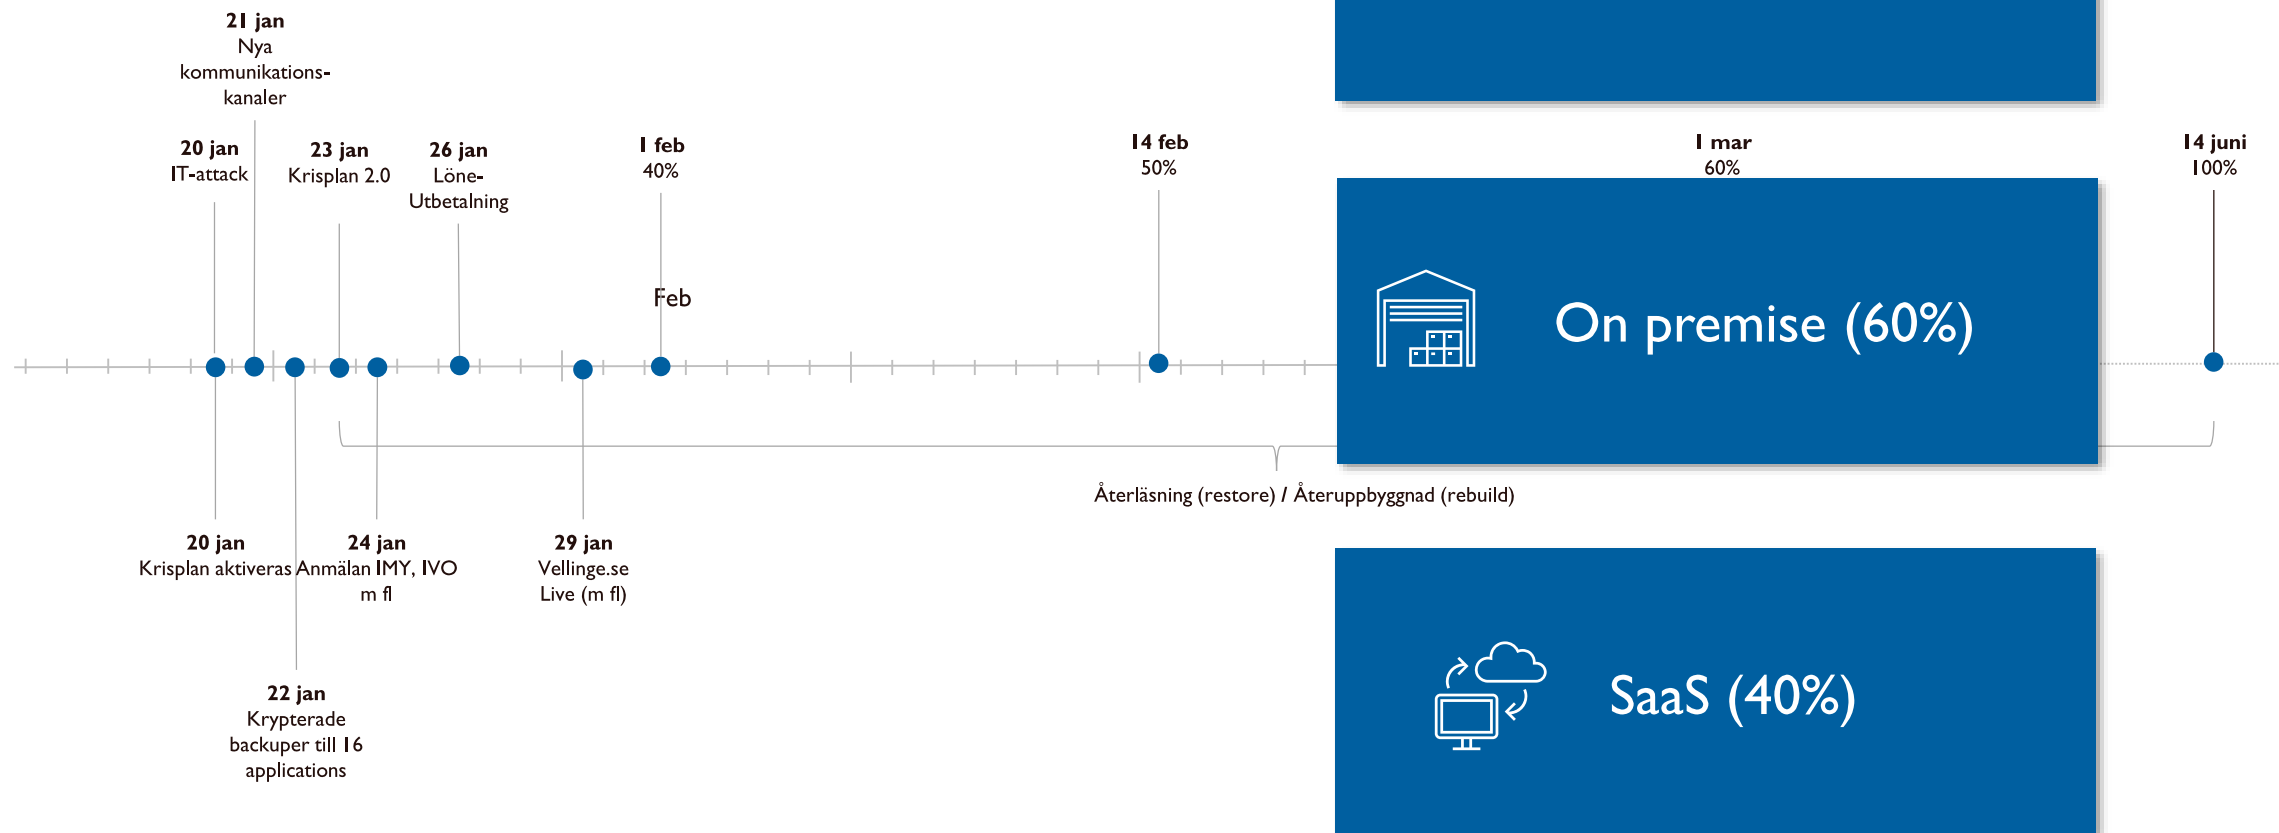 21 jan
Nya
kommunikations-
kanaler
20 jan
IT-attack
23 jan
Krisplan 2.0
26 jan
Löne-
Utbetalning
1 feb
40%
14 feb
50%
1 mar
60%
14 juni
100%
Feb
On premise (60%)
Återläsning (restore) / Återuppbyggnad (rebuild)
20 jan
Krisplan aktiveras
24 jan
Anmälan IMY, IVO
m fl
29 jan
Vellinge.se
Live (m fl)
22 jan
Krypterade
backuper till 16
applications
SaaS (40%)